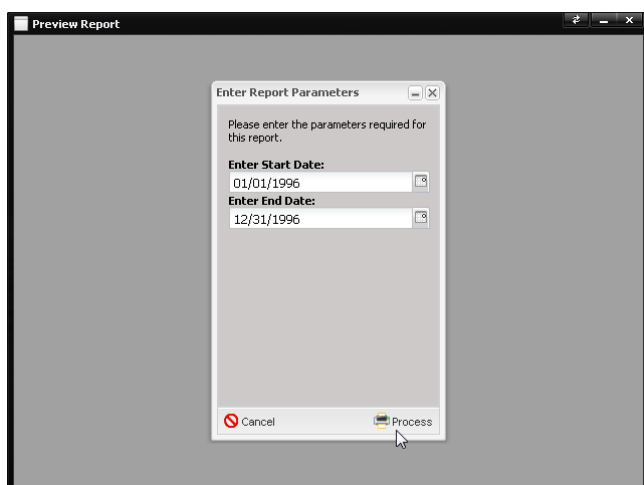 Preview Report
Enter Report Parameters
Please enter the parameters required for
this report.
Enter Start Date:
01/01/1996
Enter End Date:
12/31/1996
Cancel
Process